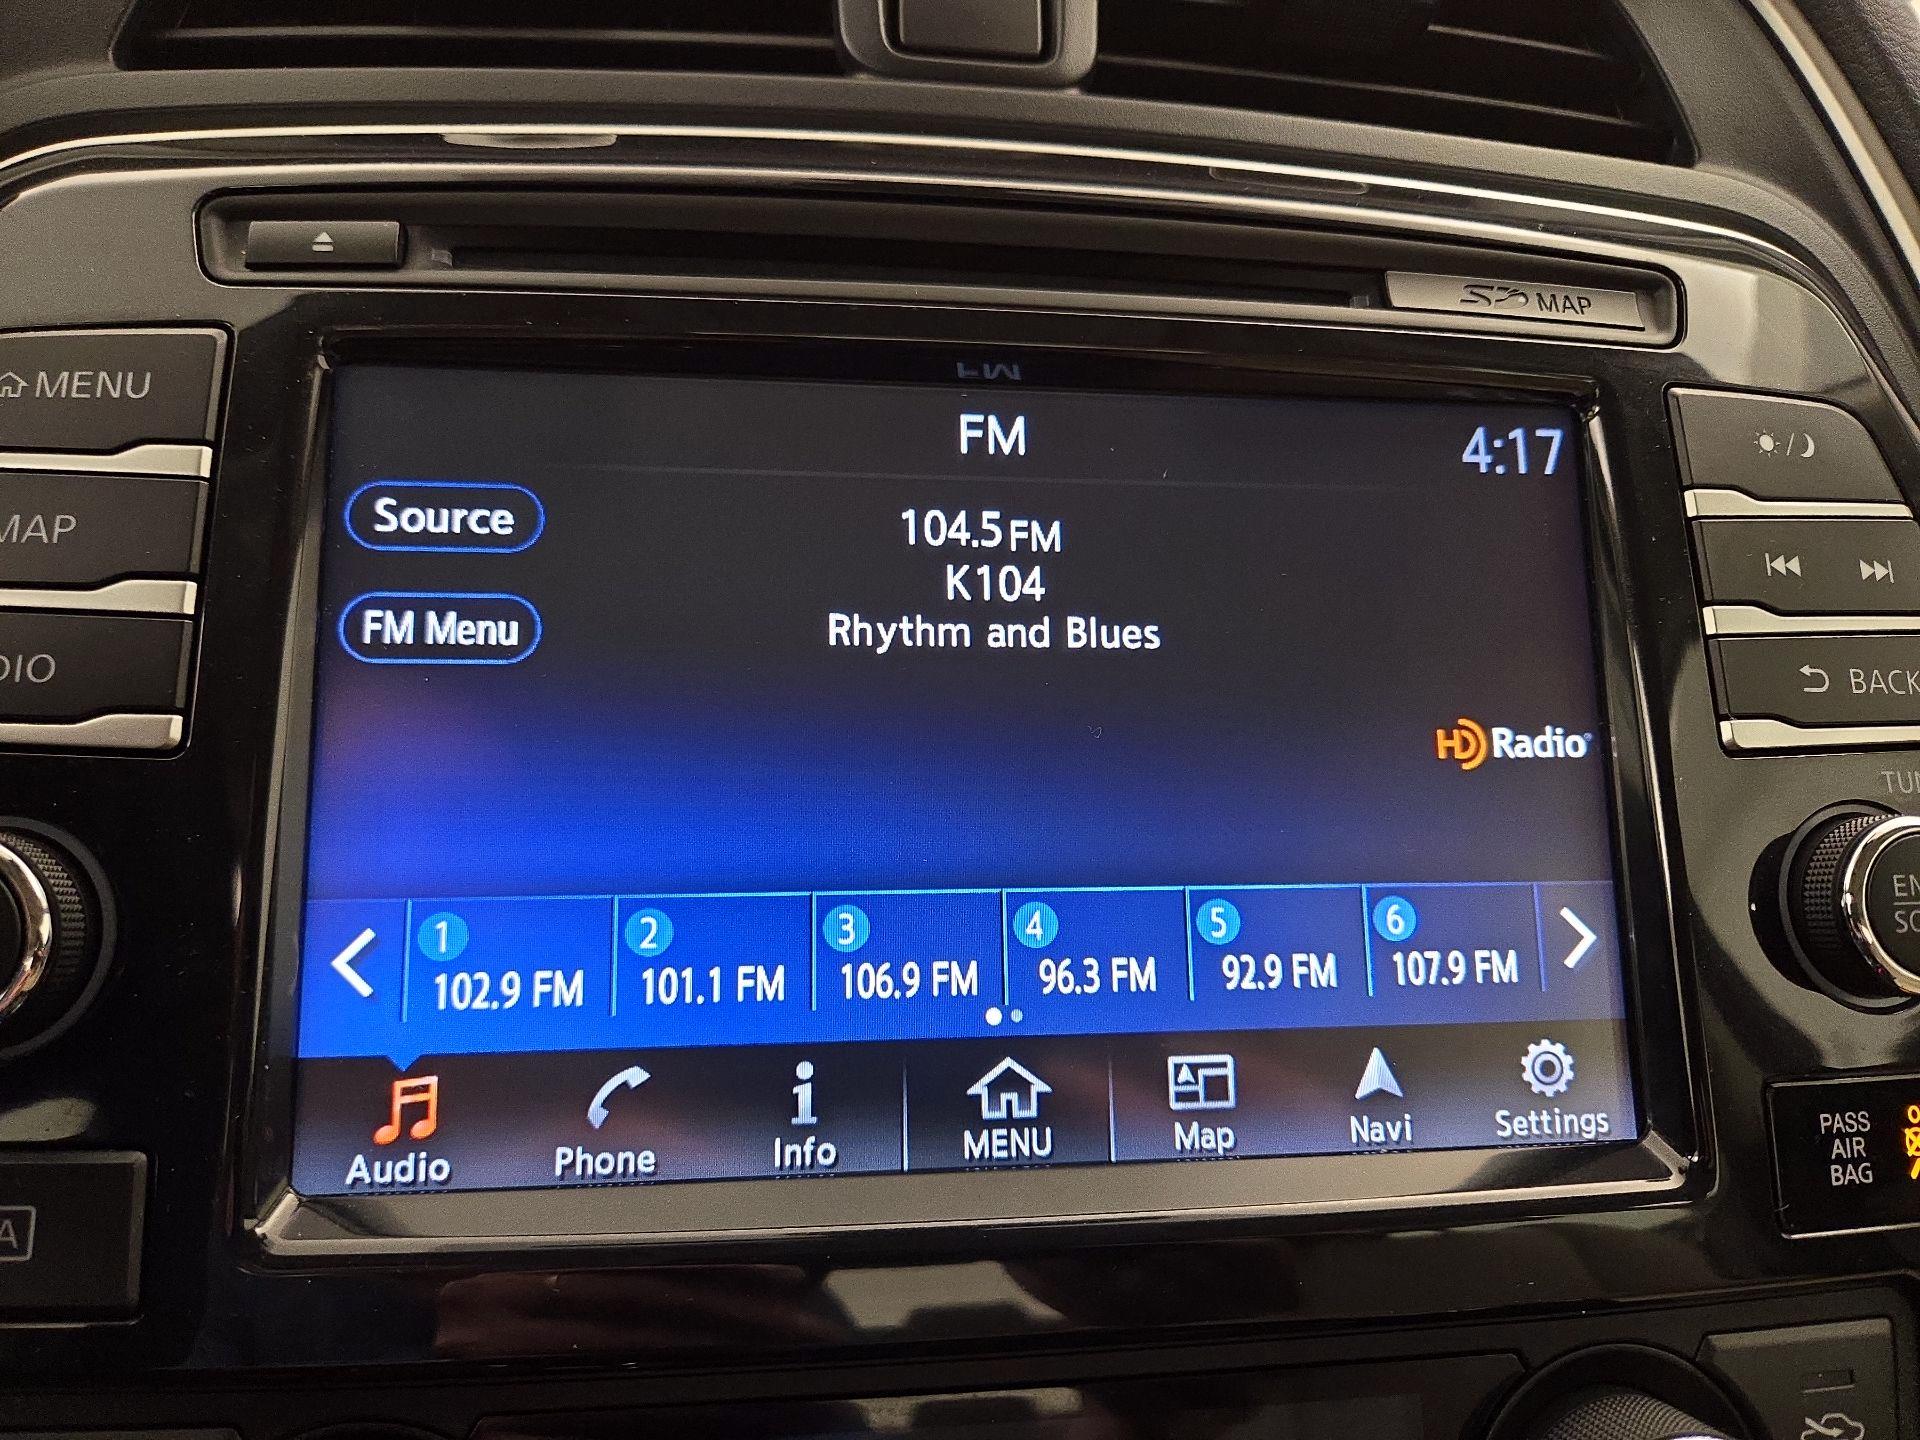 SD MAP
MENU
MAP
FM
4:17
Source
104.5 FM
K104
FM Menu
Rhythm and Blues
BACK
HD Radio®
1
102.9 FM
2
101.1 FM
3
106.9 FM
4
96.3 FM
5
92.9 FM
6
107.9 FM
Audio
Phone
Info
MENU
Map
Navi
Settings
PASS
AIR
BAG